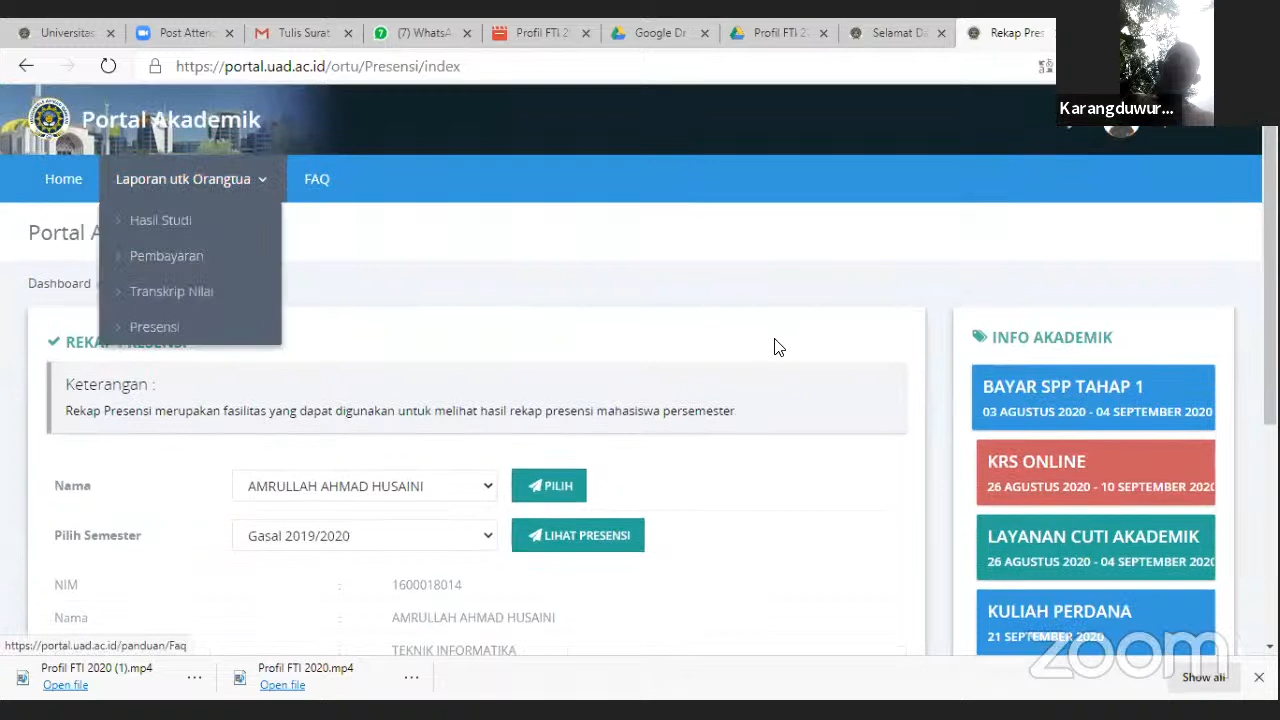 Universitas
Post Atten
Tulis Surat
(7) WhatsA
Profil FTI 2
Google Dr
Profil FTI 2
Selamat Da
Rekap Pres
https://portal.uad.ac.id/ortu/Presensi/index
Karangduwur...
Portal Akademik
Home
Laporan utk Orangtua
FAQ
Hasil Studi
Pembayaran
Transkrip Nilai
Presensi
Portal A
Dashboard
REKAP PRESENSI
Keterangan :
Rekap Presensi merupakan fasilitas yang dapat digunakan untuk melihat hasil rekap presensi mahasiswa persemester
Nama
AMRULLAH AHMAD HUSAINI
PILIH
Pilih Semester
Gasal 2019/2020
LIHAT PRESENSI
NIM : 1600018014
Nama : AMRULLAH AHMAD HUSAINI
TEKNIK INFORMATIKA
INFO AKADEMIK
BAYAR SPP TAHAP 1
03 AGUSTUS 2020 - 04 SEPTEMBER 2020
KRS ONLINE
26 AGUSTUS 2020 - 10 SEPTEMBER 2020
LAYANAN CUTI AKADEMIK
26 AGUSTUS 2020 - 04 SEPTEMBER 2020
KULIAH PERDANA
21 SEPTEMBER 2020
https://portal.uad.ac.id/panduan/Faq
zoom
Profil FTI 2020 (1).mp4
Open file
Profil FTI 2020.mp4
Open file
Show all